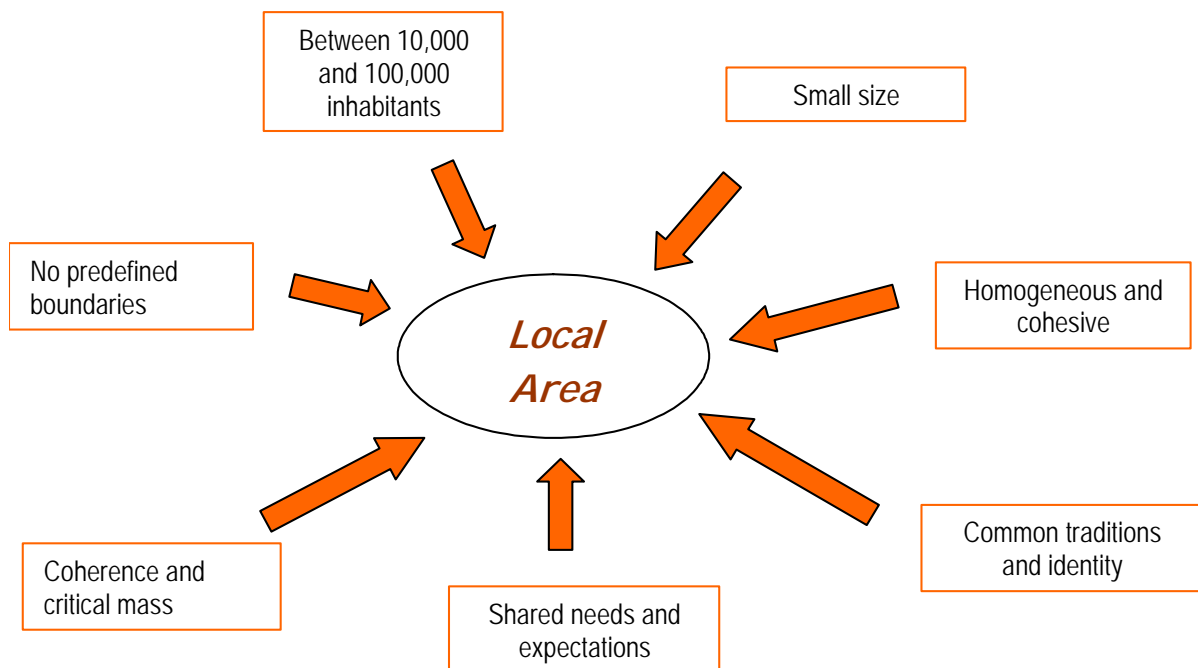 Between 10,000
and 100,000
inhabitants
Small size
No predefined
boundaries
Homogeneous and
cohesive
Local
Area
Coherence and
critical mass
Common traditions
and identity
Shared needs and
expectations